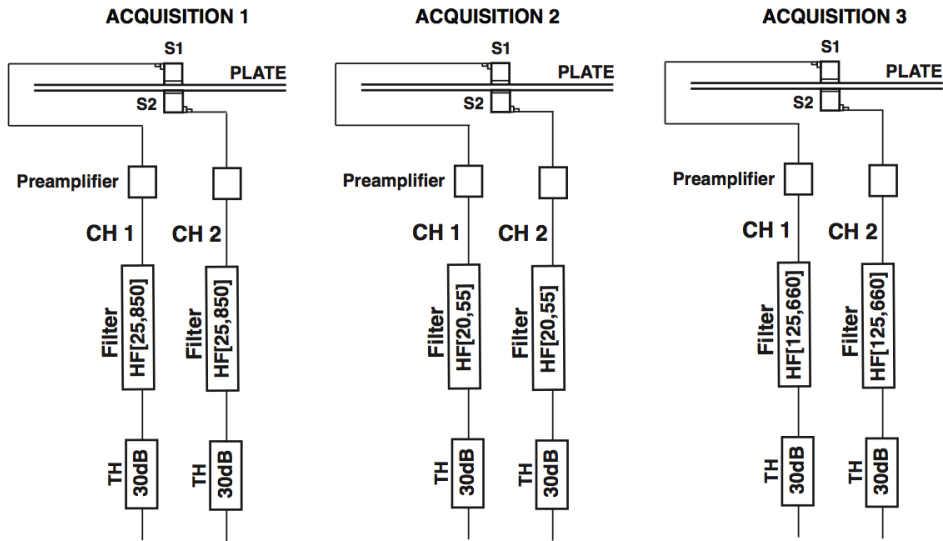 ACQUISITION 1
S1
PLATE
S2
Preamplifier
CH 1
CH 2
Filter
HF[25,850]
Filter
HF[25,850]
TH
30dB
TH
30dB
ACQUISITION 2
S1
PLATE
S2
Preamplifier
CH 1
CH 2
Filter
HF[20,55]
Filter
HF[20,55]
TH
30dB
TH
30dB
ACQUISITION 3
S1
PLATE
S2
Preamplifier
CH 1
CH 2
Filter
HF[125,660]
Filter
HF[125,660]
TH
30dB
TH
30dB